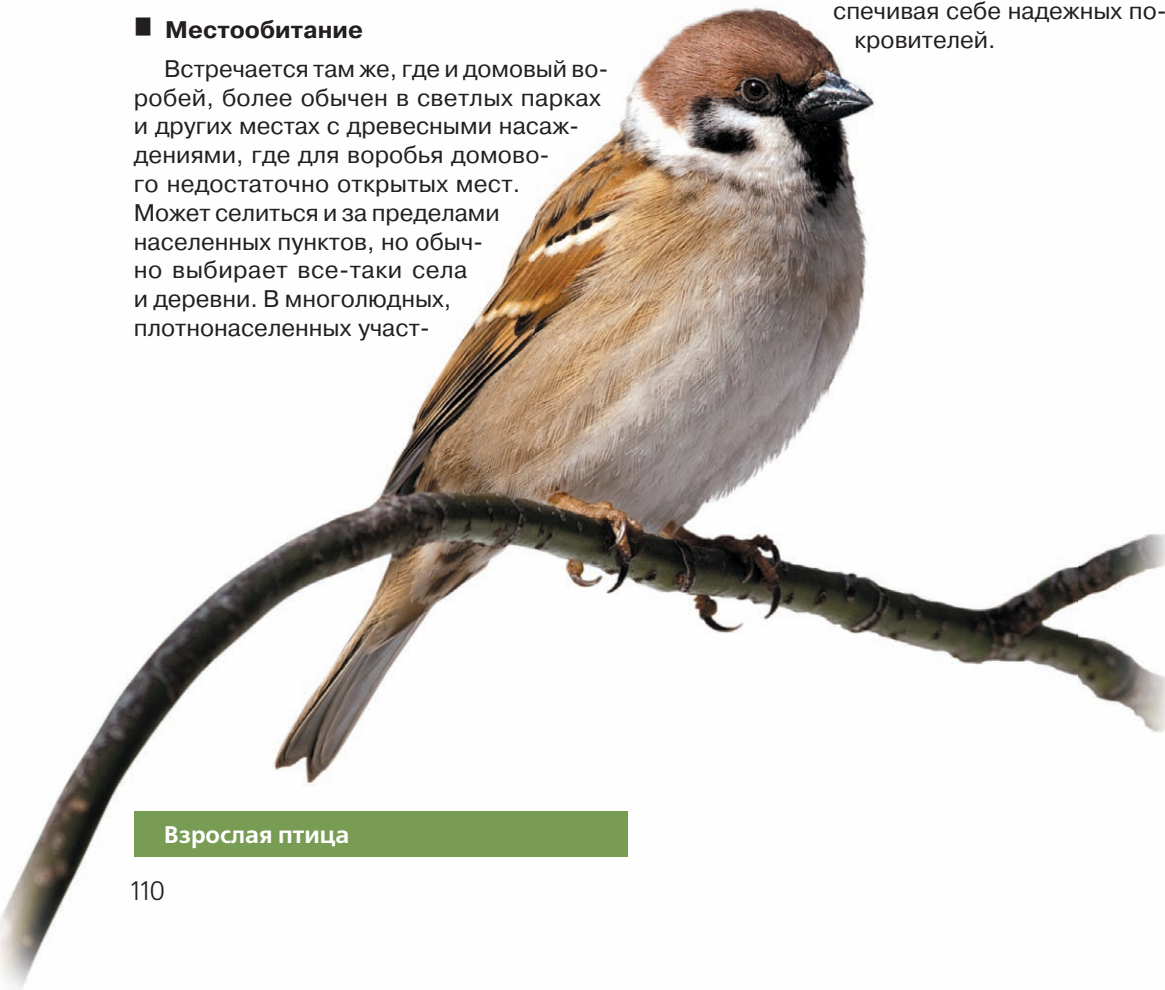 Местообитание
Встречается там же, где и домовый во-
робей, более обычен в светлых парках
и других местах с древесными насаж-
дениями, где для воробья домово-
го недостаточно открытых мест.
Может селиться и за пределами
населенных пунктов, но обыч-
но выбирает все-таки села
и деревни. В многолюдных,
плотнонаселенных участ-
спечивая себе надежных по-
кровителей.
Взрослая птица
110